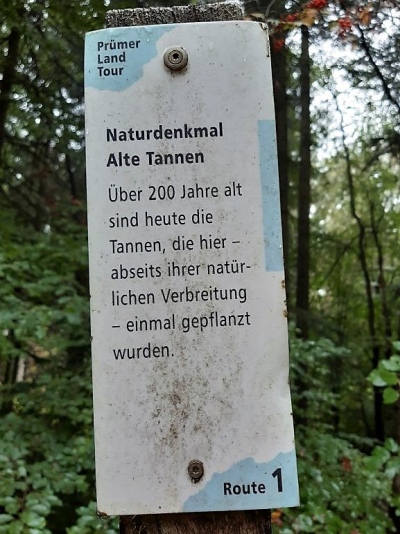 Prümer
Land
Tour
Naturdenkmal
Alte Tannen
Über 200 Jahre alt
sind heute die
Tannen, die hier –
abseits ihrer natür-
lichen Verbreitung
– einmal gepflanzt
wurden.
Route 1